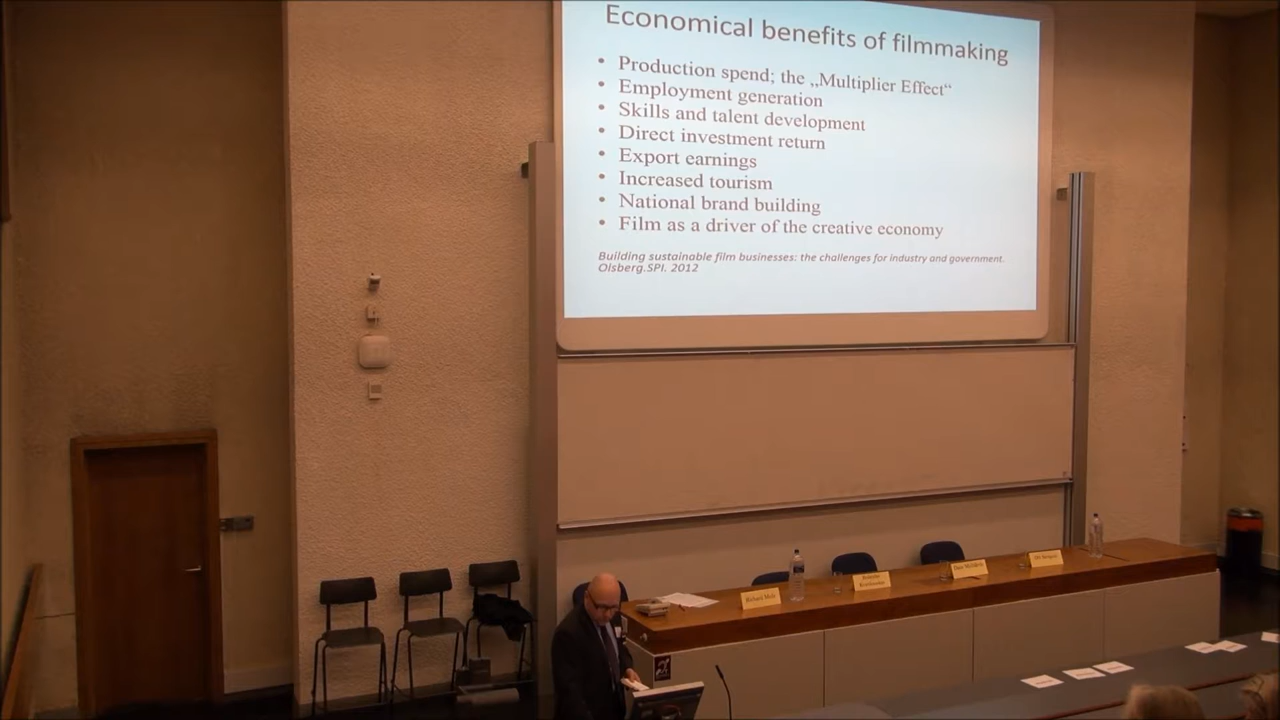 Economical benefits of filmmaking
• Production spend; the „Multiplier Effect“
• Employment generation
• Skills and talent development
• Direct investment return
• Export earnings
• Increased tourism
• National brand building
• Film as a driver of the creative economy
Building sustainable film businesses: the challenges for industry and government.
Olsberg.SPI. 2012
Richard